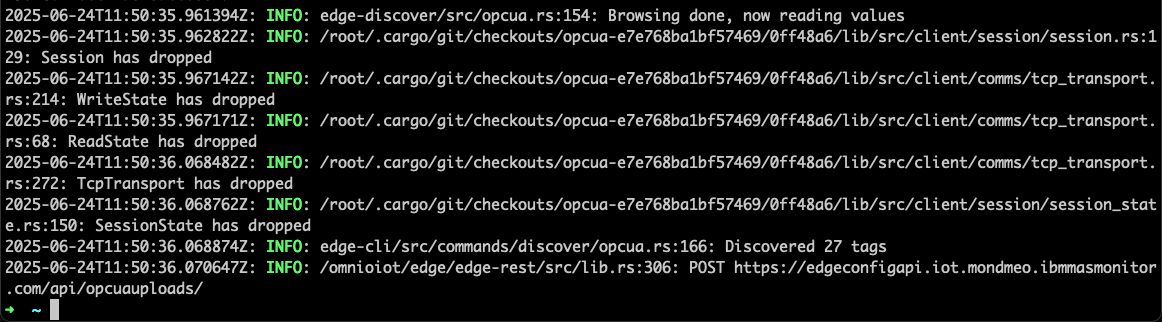 2025-06-24T11:50:35.961394Z: INFO: edge-discover/src/opcua.rs:154: Browsing done, now reading values
2025-06-24T11:50:35.962822Z: INFO: /root/.cargo/git/checkouts/opcua-e7e768ba1bf57469/0ff48a6/lib/src/client/session/session.rs:1
29: Session has dropped
2025-06-24T11:50:35.967142Z: INFO: /root/.cargo/git/checkouts/opcua-e7e768ba1bf57469/0ff48a6/lib/src/client/comms/tcp_transport.
rs:214: WriteState has dropped
2025-06-24T11:50:35.967171Z: INFO: /root/.cargo/git/checkouts/opcua-e7e768ba1bf57469/0ff48a6/lib/src/client/comms/tcp_transport.
rs:68: ReadState has dropped
2025-06-24T11:50:36.068482Z: INFO: /root/.cargo/git/checkouts/opcua-e7e768ba1bf57469/0ff48a6/lib/src/client/comms/tcp_transport.
rs:272: TcpTransport has dropped
2025-06-24T11:50:36.068762Z: INFO: /root/.cargo/git/checkouts/opcua-e7e768ba1bf57469/0ff48a6/lib/src/client/session/session_stat
e.rs:150: SessionState has dropped
2025-06-24T11:50:36.068874Z: INFO: edge-cli/src/commands/discover/opcua.rs:166: Discovered 27 tags
2025-06-24T11:50:36.070647Z: INFO: /omnioiot/edge/edge-rest/src/lib.rs:306: POST https://edgeconfigapi.iot.mondmeo.ibmmasmonitor
.com/api/opcuauploads/
➜ ~